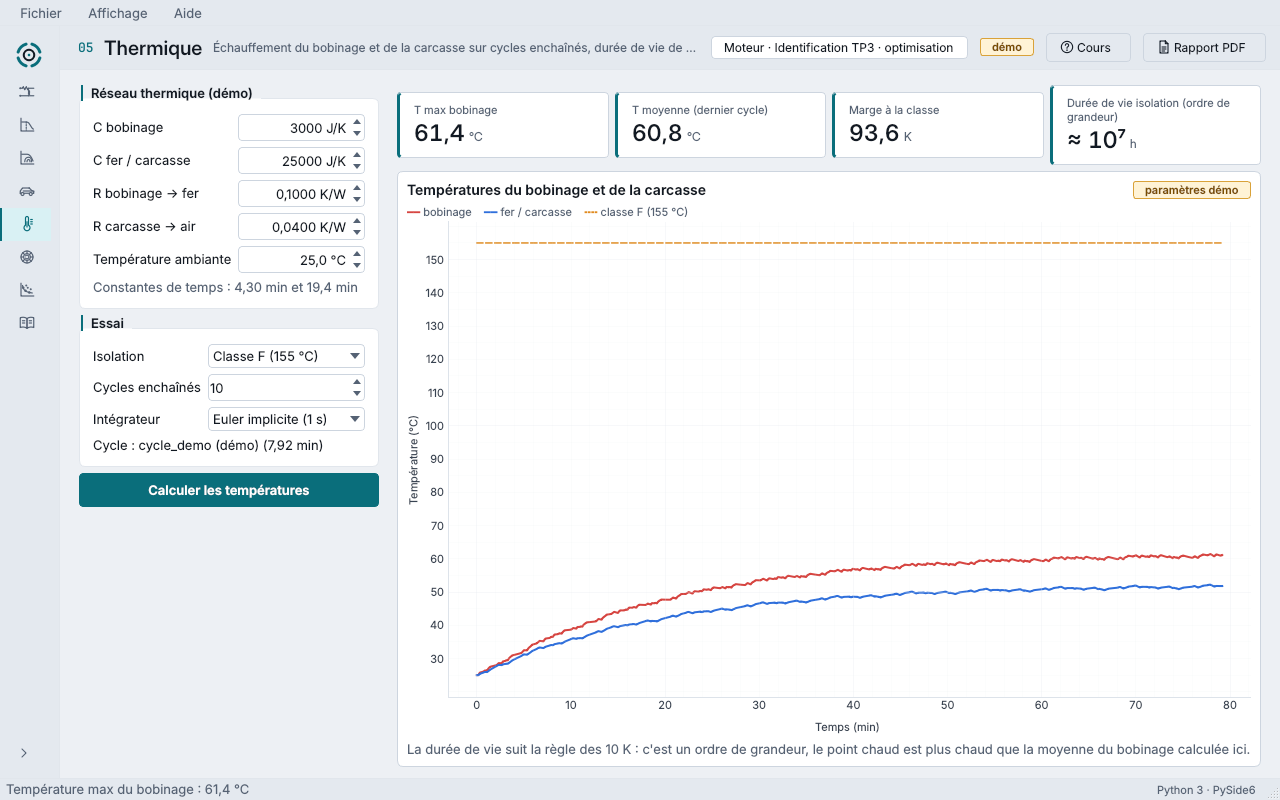 Fichier Affichage Aide
05 Thermique Échauffement du bobinage et de la carcasse sur cycles enchaînés, durée de vie de ... Moteur · Identification TP3 · optimisation démo Cours Rapport PDF
Réseau thermique (démo)
C bobinage 3000 J/K
C fer / carcasse 25000 J/K
R bobinage → fer 0,1000 K/W
R carcasse → air 0,0400 K/W
Température ambiante 25,0 °C
Constantes de temps : 4,30 min et 19,4 min
Essai
Isolation Classe F (155 °C)
Cycles enchaînés 10
Intégrateur Euler implicite (1 s)
Cycle : cycle_demo (démo) (7,92 min)
Calculer les températures
T max bobinage
61,4 °C
T moyenne (dernier cycle)
60,8 °C
Marge à la classe
93,6 K
Durée de vie isolation (ordre de
grandeur)
≈ 10⁷ h
Températures du bobinage et de la carcasse paramètres démo
bobinage fer / carcasse classe F (155 °C)
150
140
130
120
110
100
90
80
70
60
50
40
30
Température (°C)
0 10 20 30 40 50 60 70 80
Temps (min)
La durée de vie suit la règle des 10 K : c'est un ordre de grandeur, le point chaud est plus chaud que la moyenne du bobinage calculée ici.
Température max du bobinage : 61,4 °C Python 3 · PySide6